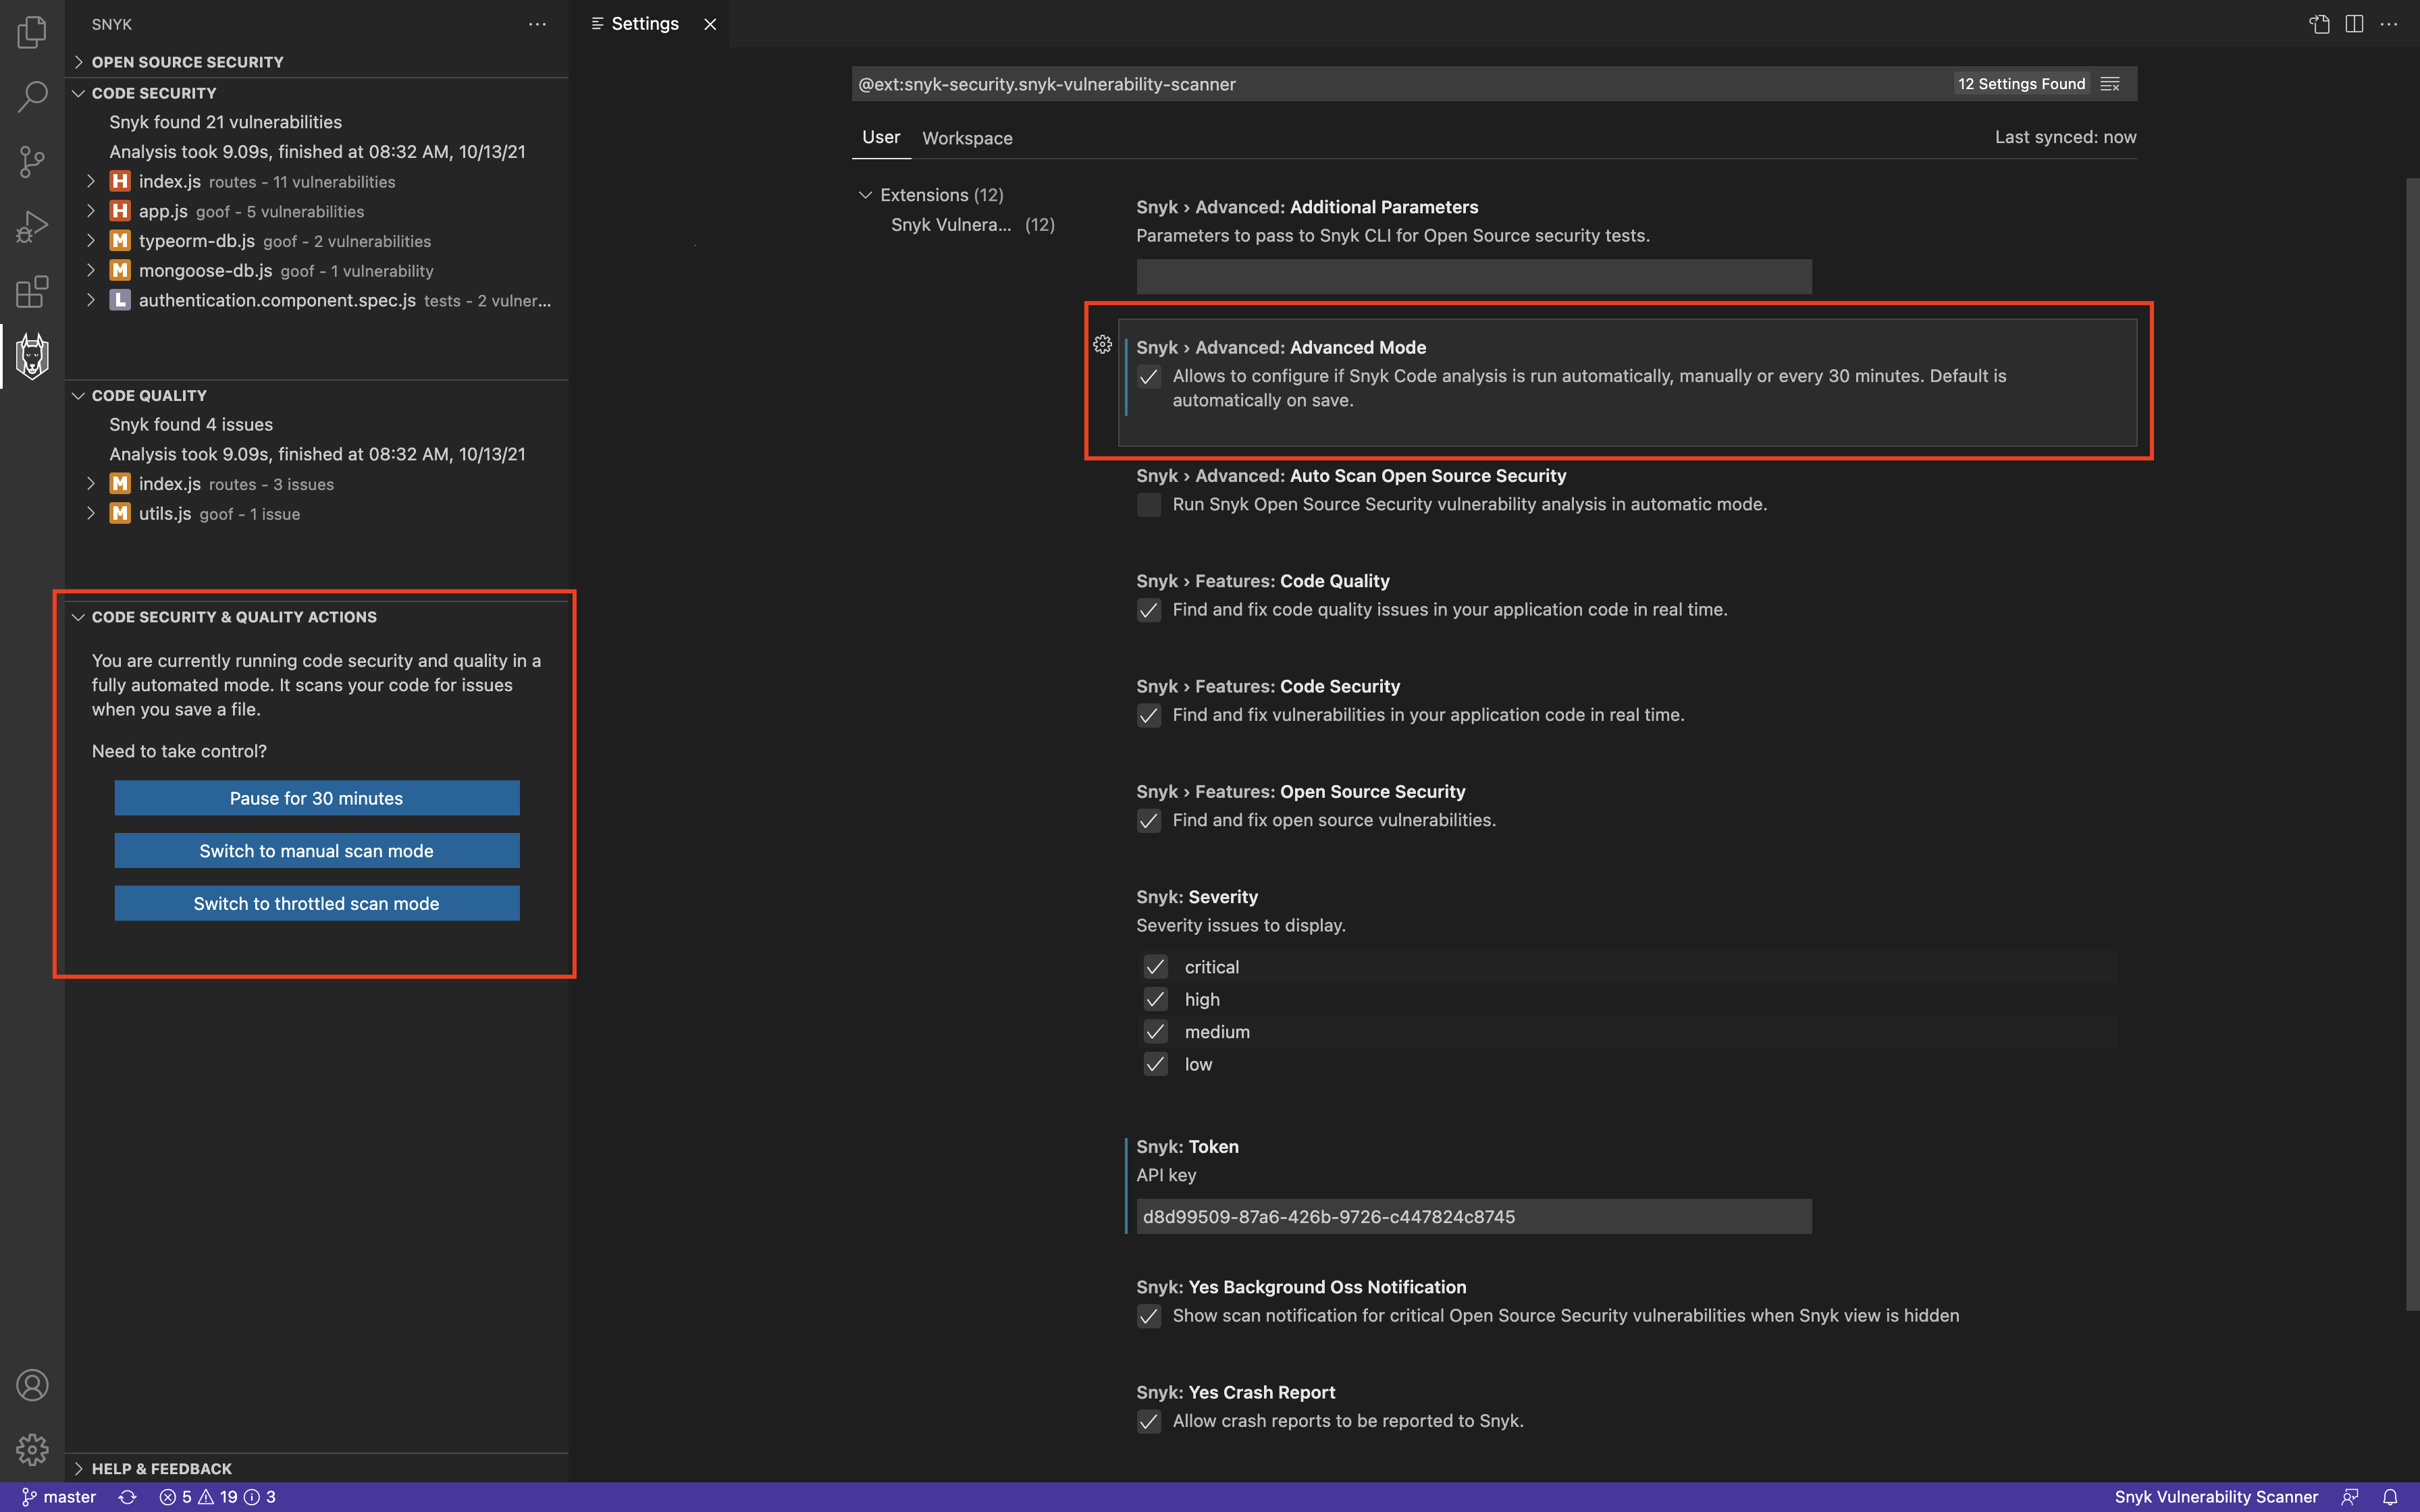 SNYK
OPEN SOURCE SECURITY
CODE SECURITY
Snyk found 21 vulnerabilities
Analysis took 9.09s, finished at 08:32 AM, 10/13/21
H index.js routes - 11 vulnerabilities
H app.js goof - 5 vulnerabilities
M typeorm-db.js goof - 2 vulnerabilities
M mongoose-db.js goof - 1 vulnerability
L authentication.component.spec.js tests - 2 vulner...
CODE QUALITY
Snyk found 4 issues
Analysis took 9.09s, finished at 08:32 AM, 10/13/21
M index.js routes - 3 issues
M utils.js goof - 1 issue
CODE SECURITY & QUALITY ACTIONS
You are currently running code security and quality in a
fully automated mode. It scans your code for issues
when you save a file.
Need to take control?
Pause for 30 minutes
Switch to manual scan mode
Switch to throttled scan mode
HELP & FEEDBACK
Settings
@ext:snyk-security.snyk-vulnerability-scanner
12 Settings Found
User Workspace
Last synced: now
Extensions (12)
Snyk Vulnera... (12)
Snyk › Advanced: Additional Parameters
Parameters to pass to Snyk CLI for Open Source security tests.
Snyk › Advanced: Advanced Mode
Allows to configure if Snyk Code analysis is run automatically, manually or every 30 minutes. Default is
automatically on save.
Snyk › Advanced: Auto Scan Open Source Security
Run Snyk Open Source Security vulnerability analysis in automatic mode.
Snyk › Features: Code Quality
Find and fix code quality issues in your application code in real time.
Snyk › Features: Code Security
Find and fix vulnerabilities in your application code in real time.
Snyk › Features: Open Source Security
Find and fix open source vulnerabilities.
Snyk: Severity
Severity issues to display.
critical
high
medium
low
Snyk: Token
API key
d8d99509-87a6-426b-9726-c447824c8745
Snyk: Yes Background Oss Notification
Show scan notification for critical Open Source Security vulnerabilities when Snyk view is hidden
Snyk: Yes Crash Report
Allow crash reports to be reported to Snyk.
master 5 19 3
Snyk Vulnerability Scanner